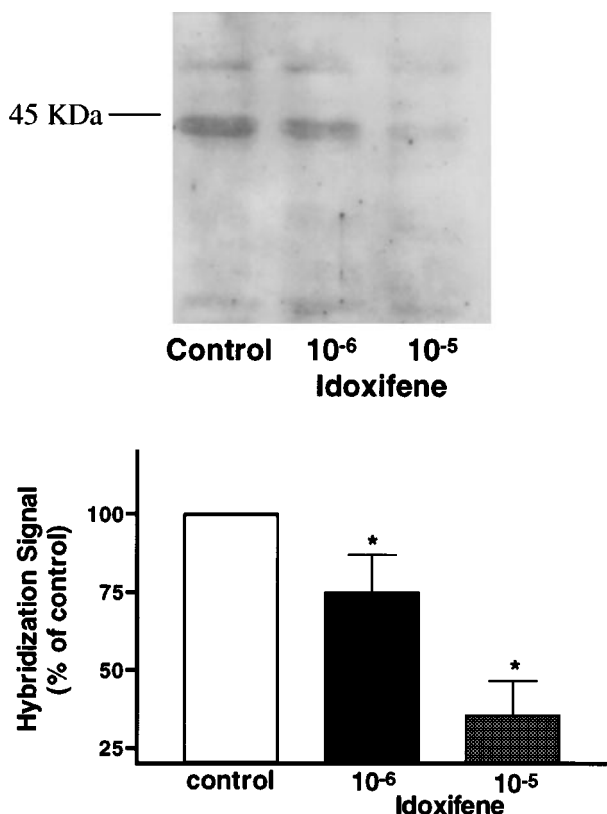 45 KDa
Control 10⁻⁶ 10⁻⁵
Idoxifene
Hybridization Signal
(% of control)
100
75
50
25
*
*
control 10⁻⁶ 10⁻⁵
Idoxifene